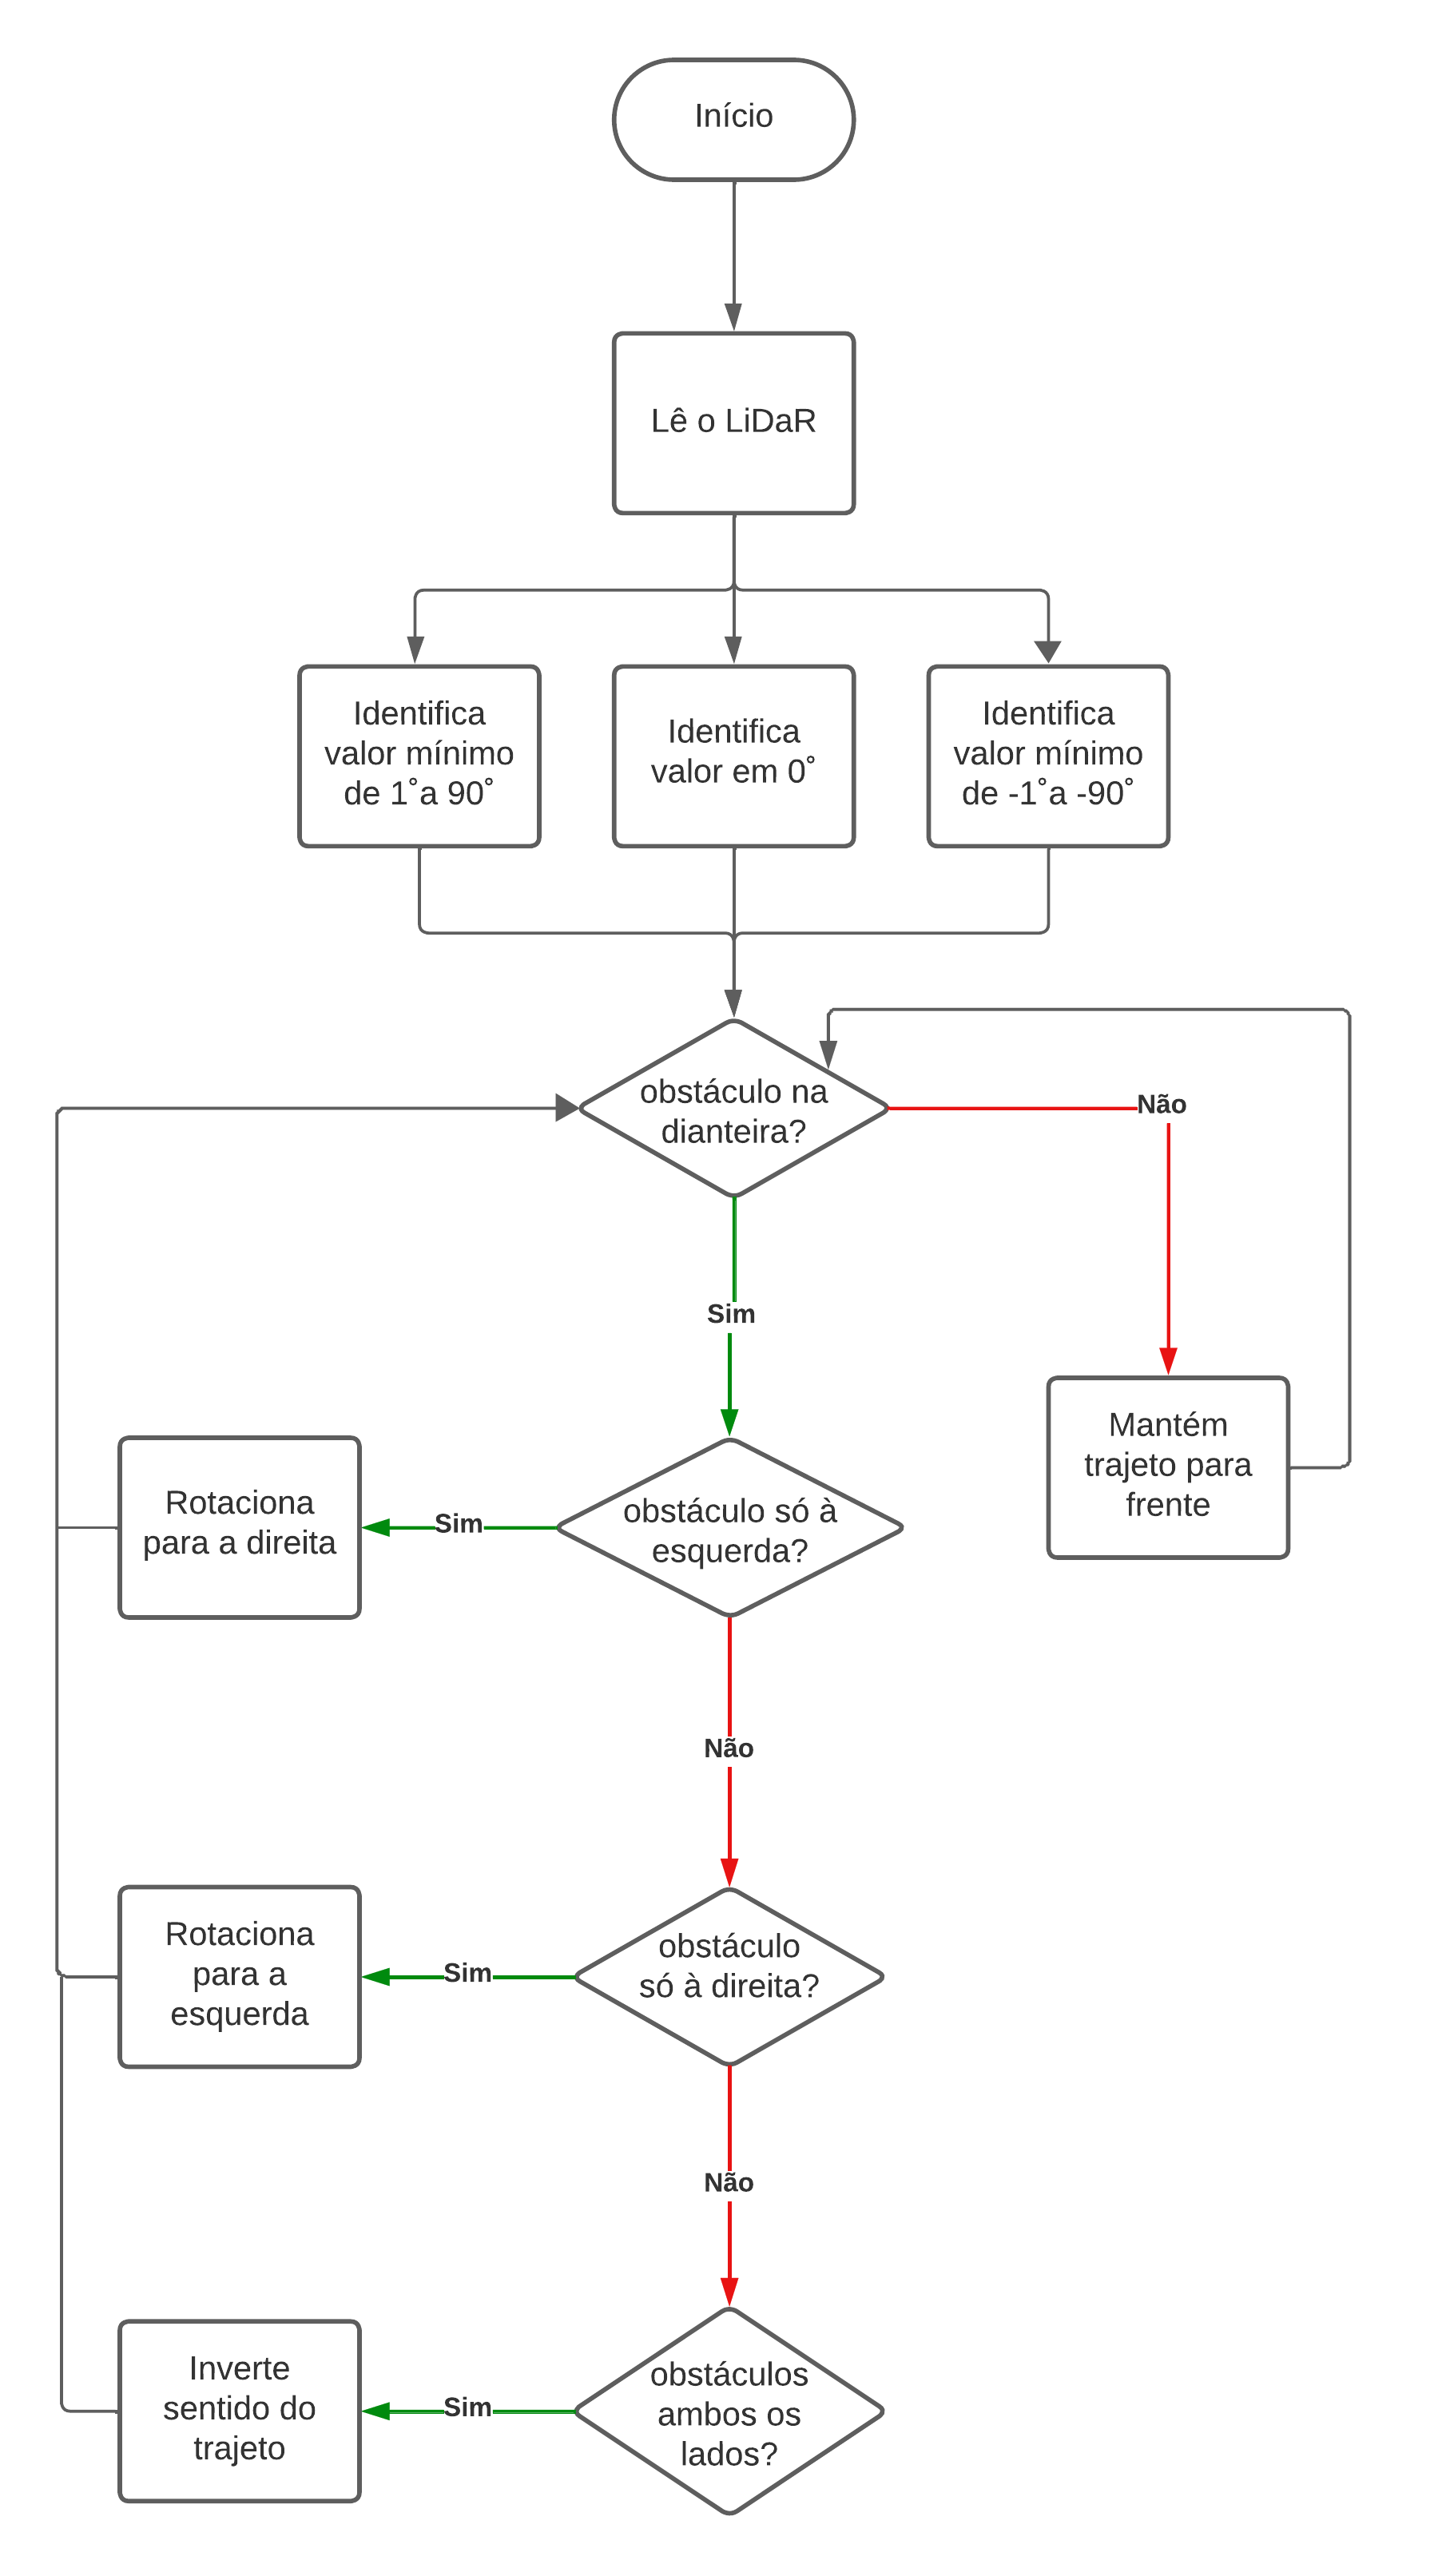 Início
Lê o LiDaR
Identifica
valor mínimo
de 1˚a 90˚
Identifica
valor em 0˚
Identifica
valor mínimo
de -1˚a -90˚
obstáculo na
dianteira?
Não
Sim
Mantém
trajeto para
frente
Rotaciona
para a direita
Sim
obstáculo só à
esquerda?
Não
Rotaciona
para a
esquerda
Sim
obstáculo
só à direita?
Não
Inverte
sentido do
trajeto
Sim
obstáculos
ambos os
lados?